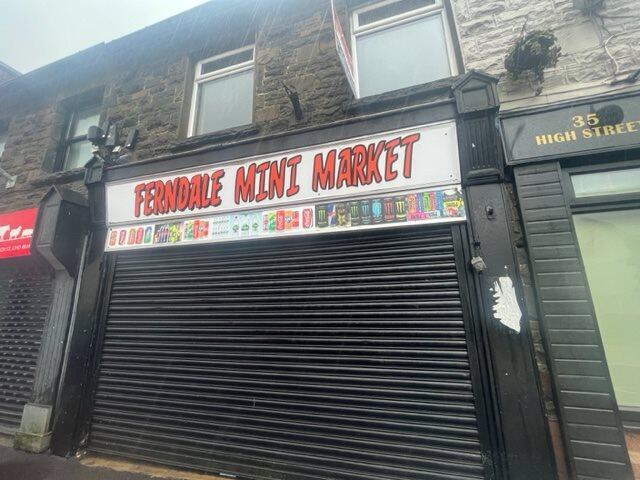 FERNDALE MINI MARKET
35
HIGH STREET